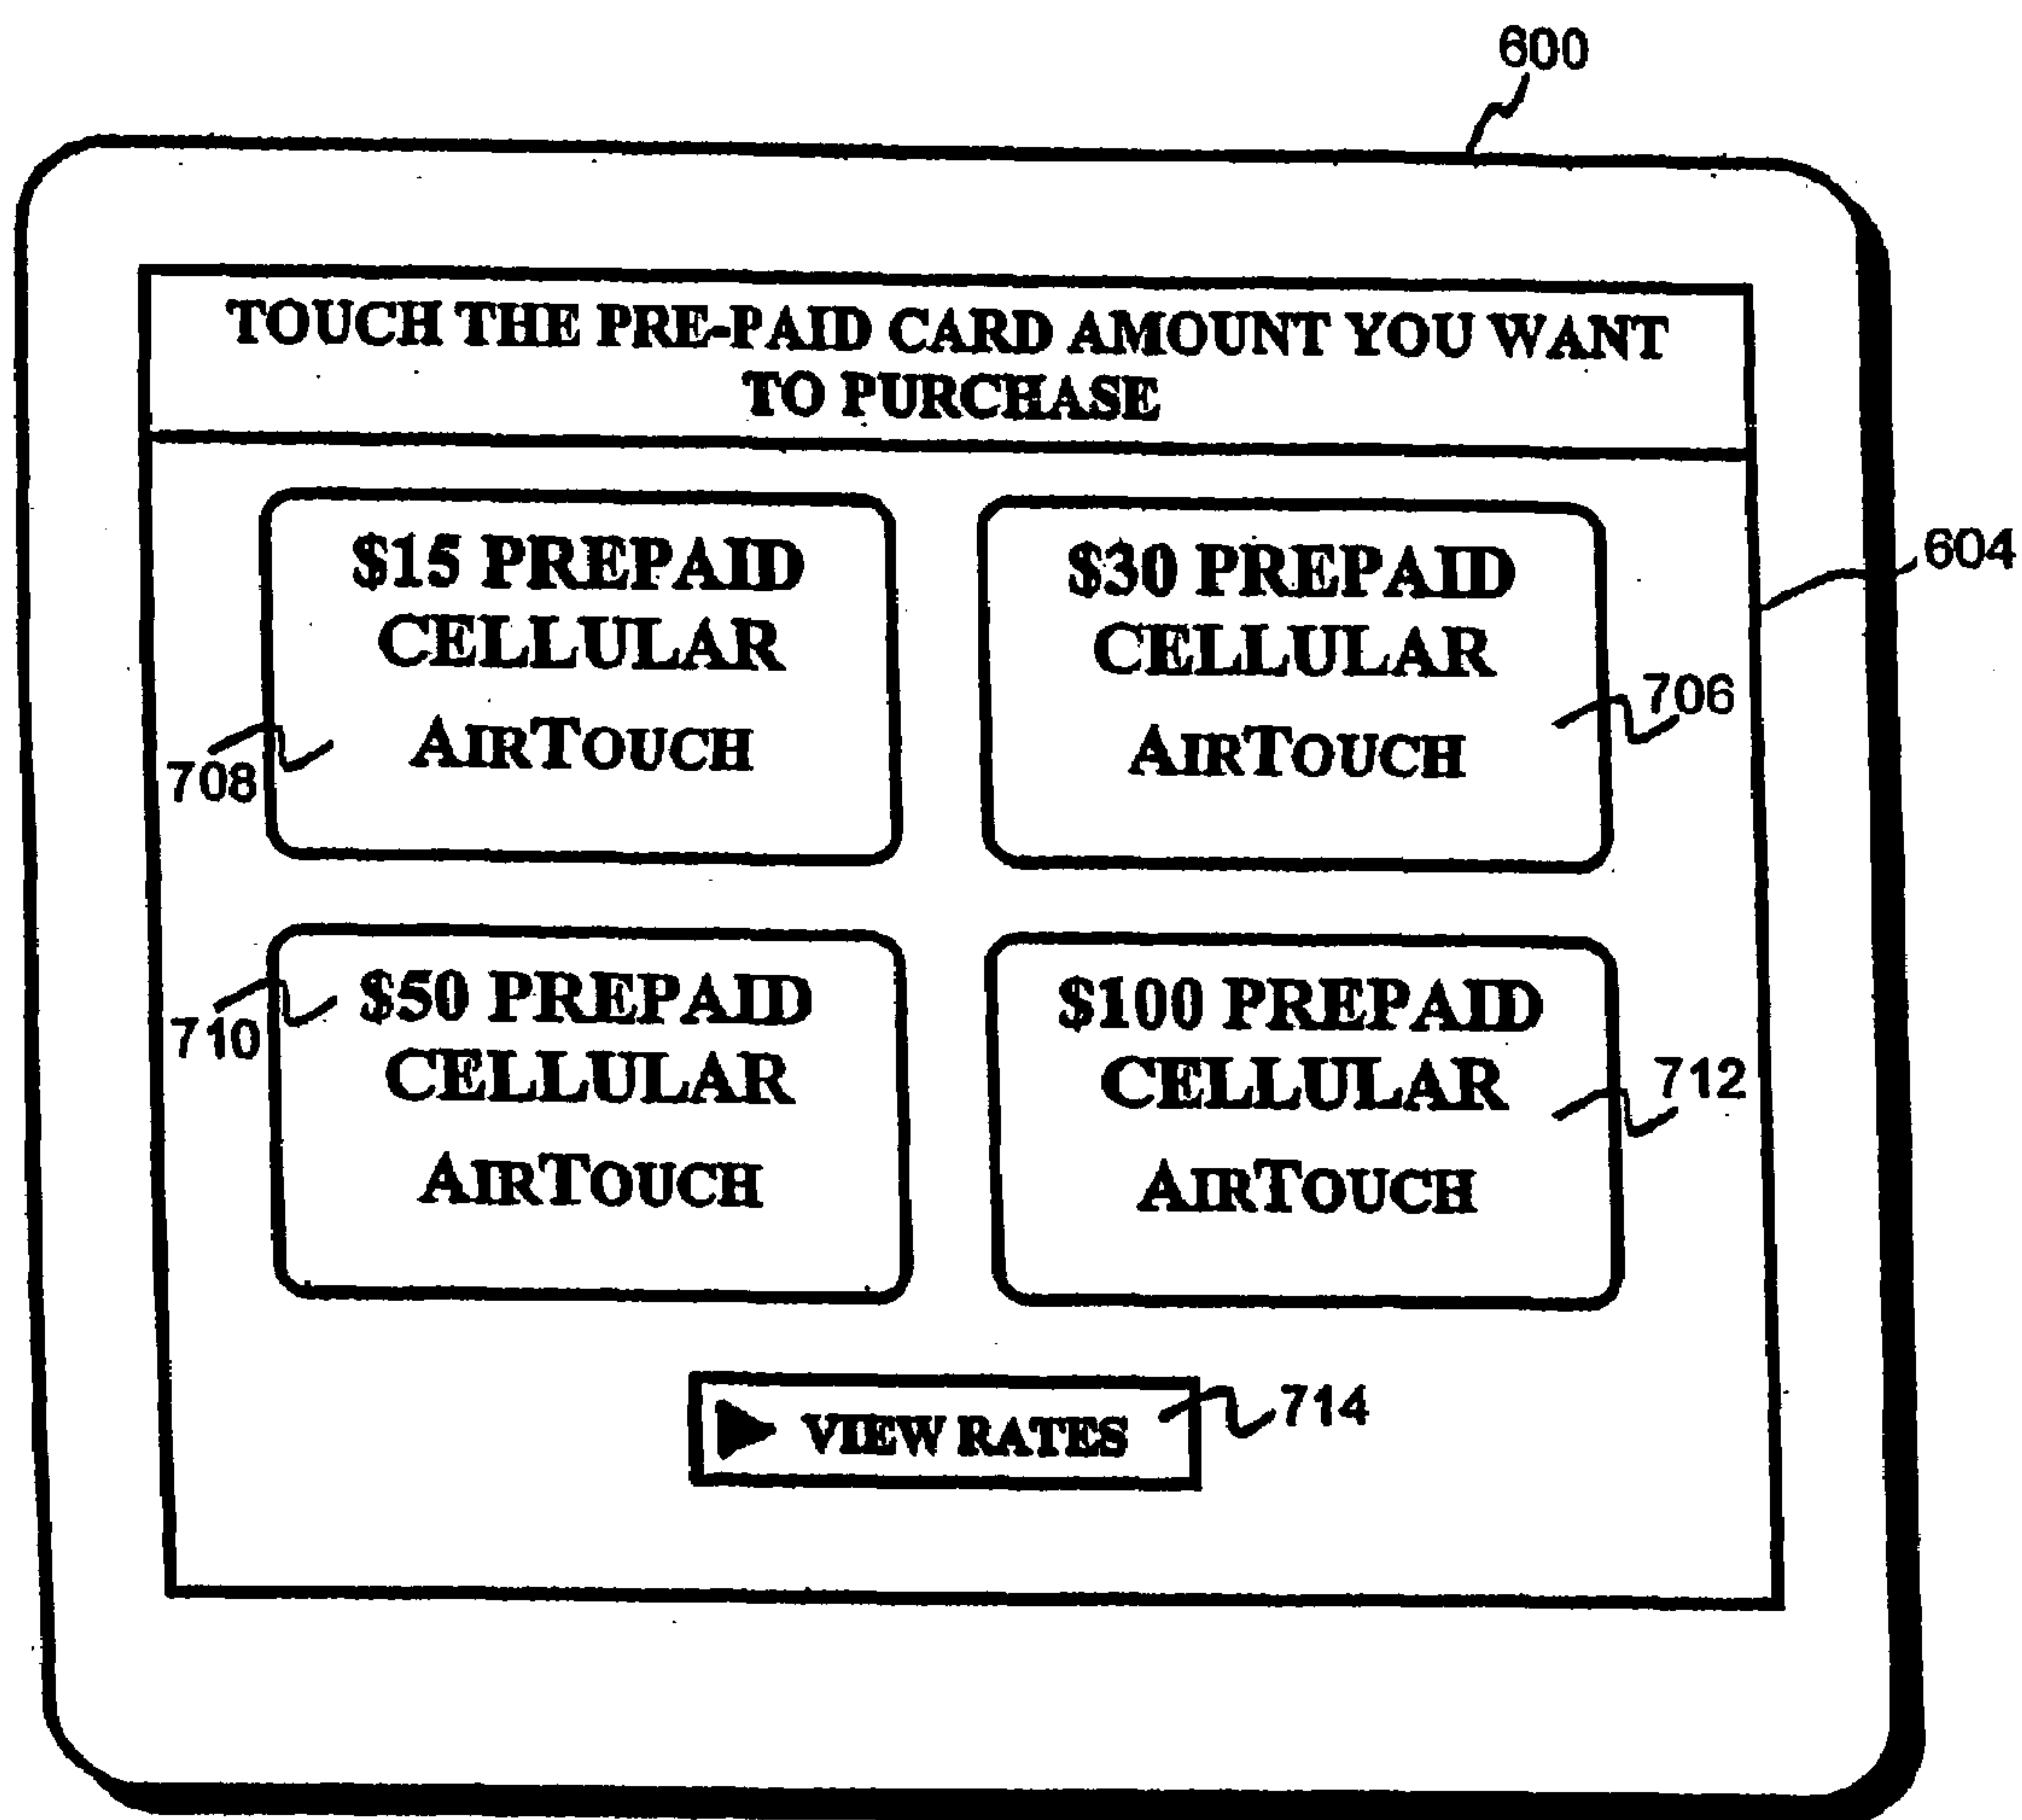 600
TOUCH THE PRE-PAID CARD AMOUNT YOU WANT
TO PURCHASE
604
$15 PREPAID
CELLULAR
AIRTOUCH
708
$30 PREPAID
CELLULAR
AIRTOUCH
706
$50 PREPAID
CELLULAR
AIRTOUCH
710
$100 PREPAID
CELLULAR
AIRTOUCH
712
VIEW RATES
714